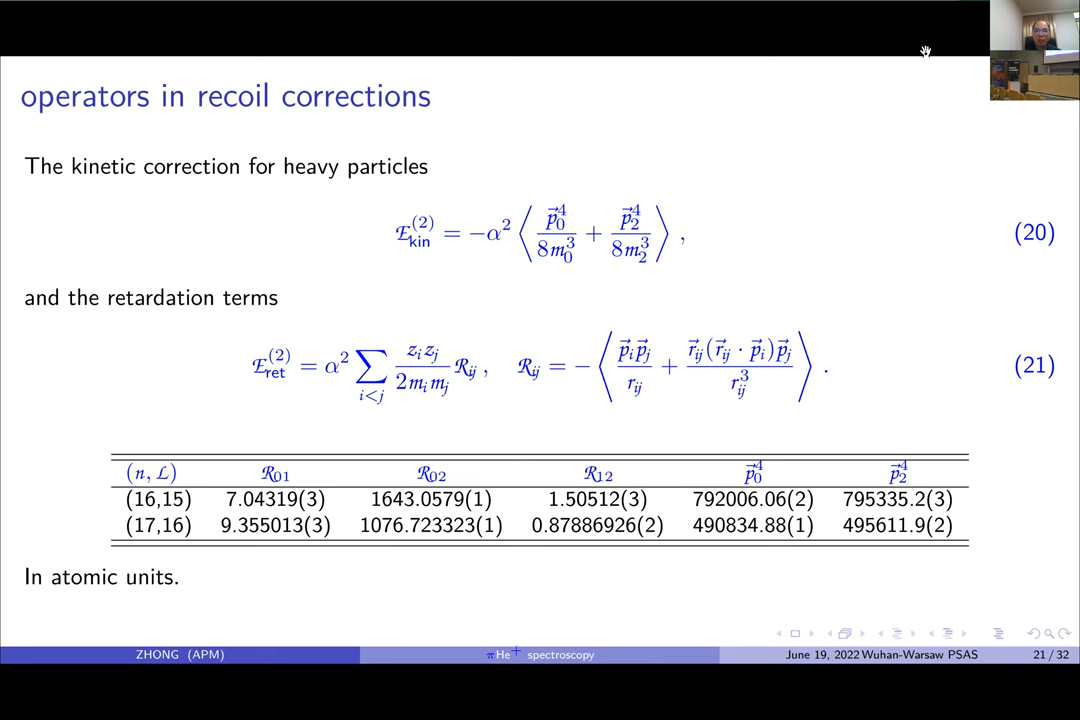 operators in recoil corrections
The kinetic correction for heavy particles
ℰ_kin^(2) = −α² ⟨ p⃗₀⁴ / 8m₀³ + p⃗₂⁴ / 8m₂³ ⟩ , (20)
and the retardation terms
ℰ_ret^(2) = α² ∑_{i<j} z_i z_j / 2m_i m_j ℛ_ij , ℛ_ij = − ⟨ p⃗_i p⃗_j / r_ij + r⃗_ij (r⃗_ij · p⃗_i) p⃗_j / r_ij³ ⟩ . (21)
(n, ℒ) ℛ₀₁ ℛ₀₂ ℛ₁₂ p⃗₀⁴ p⃗₂⁴
(16,15) 7.04319(3) 1643.0579(1) 1.50512(3) 792006.06(2) 795335.2(3)
(17,16) 9.355013(3) 1076.723323(1) 0.87886926(2) 490834.88(1) 495611.9(2)
In atomic units.
ZHONG (APM) πHe⁺ spectroscopy June 19, 2022 Wuhan-Warsaw PSAS 21 / 32